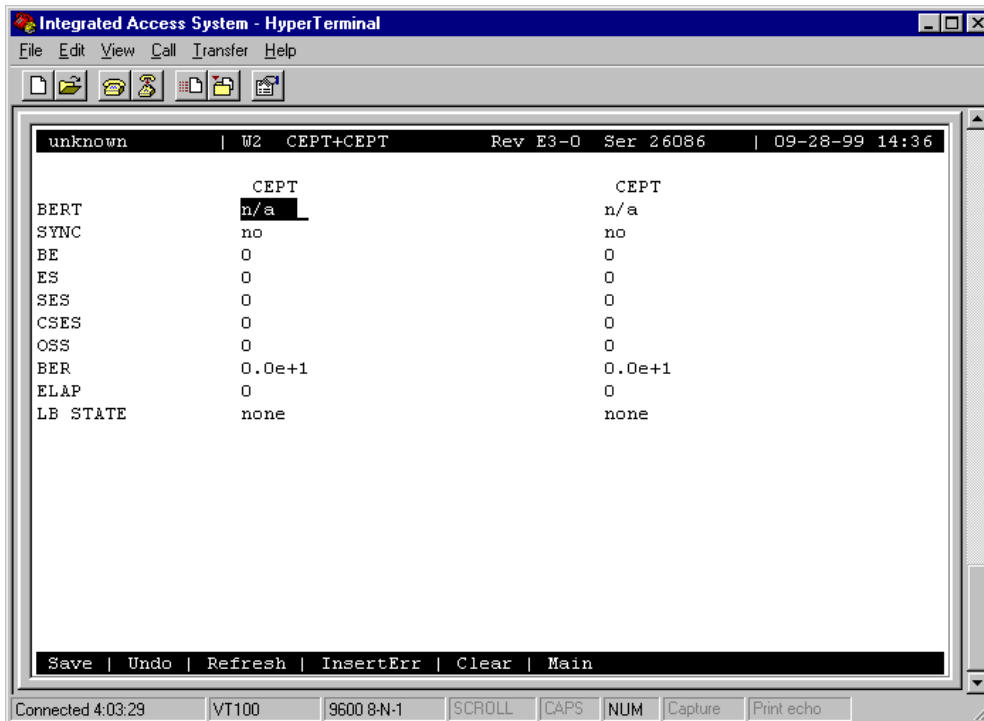 Integrated Access System - HyperTerminal
File Edit View Call Transfer Help
unknown | W2 CEPT+CEPT Rev E3-0 Ser 26086 | 09-28-99 14:36
CEPT CEPT
BERT n/a n/a
SYNC no no
BE 0 0
ES 0 0
SES 0 0
CSES 0 0
OSS 0 0
BER 0.0e+1 0.0e+1
ELAP 0 0
LB STATE none none
Save | Undo | Refresh | InsertErr | Clear | Main
Connected 4:03:29 VT100 9600 8-N-1 SCROLL CAPS NUM Capture Print echo